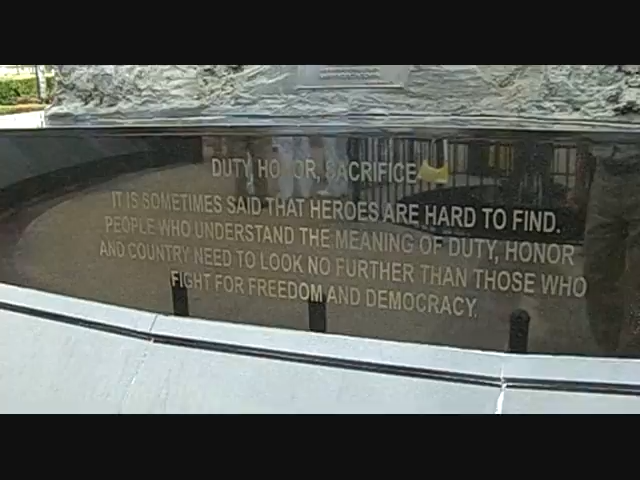 DUTY, HONOR, SACRIFICE
IT IS SOMETIMES SAID THAT HEROES ARE HARD TO FIND.
PEOPLE WHO UNDERSTAND THE MEANING OF DUTY, HONOR
AND COUNTRY NEED TO LOOK NO FURTHER THAN THOSE WHO
FIGHT FOR FREEDOM AND DEMOCRACY.